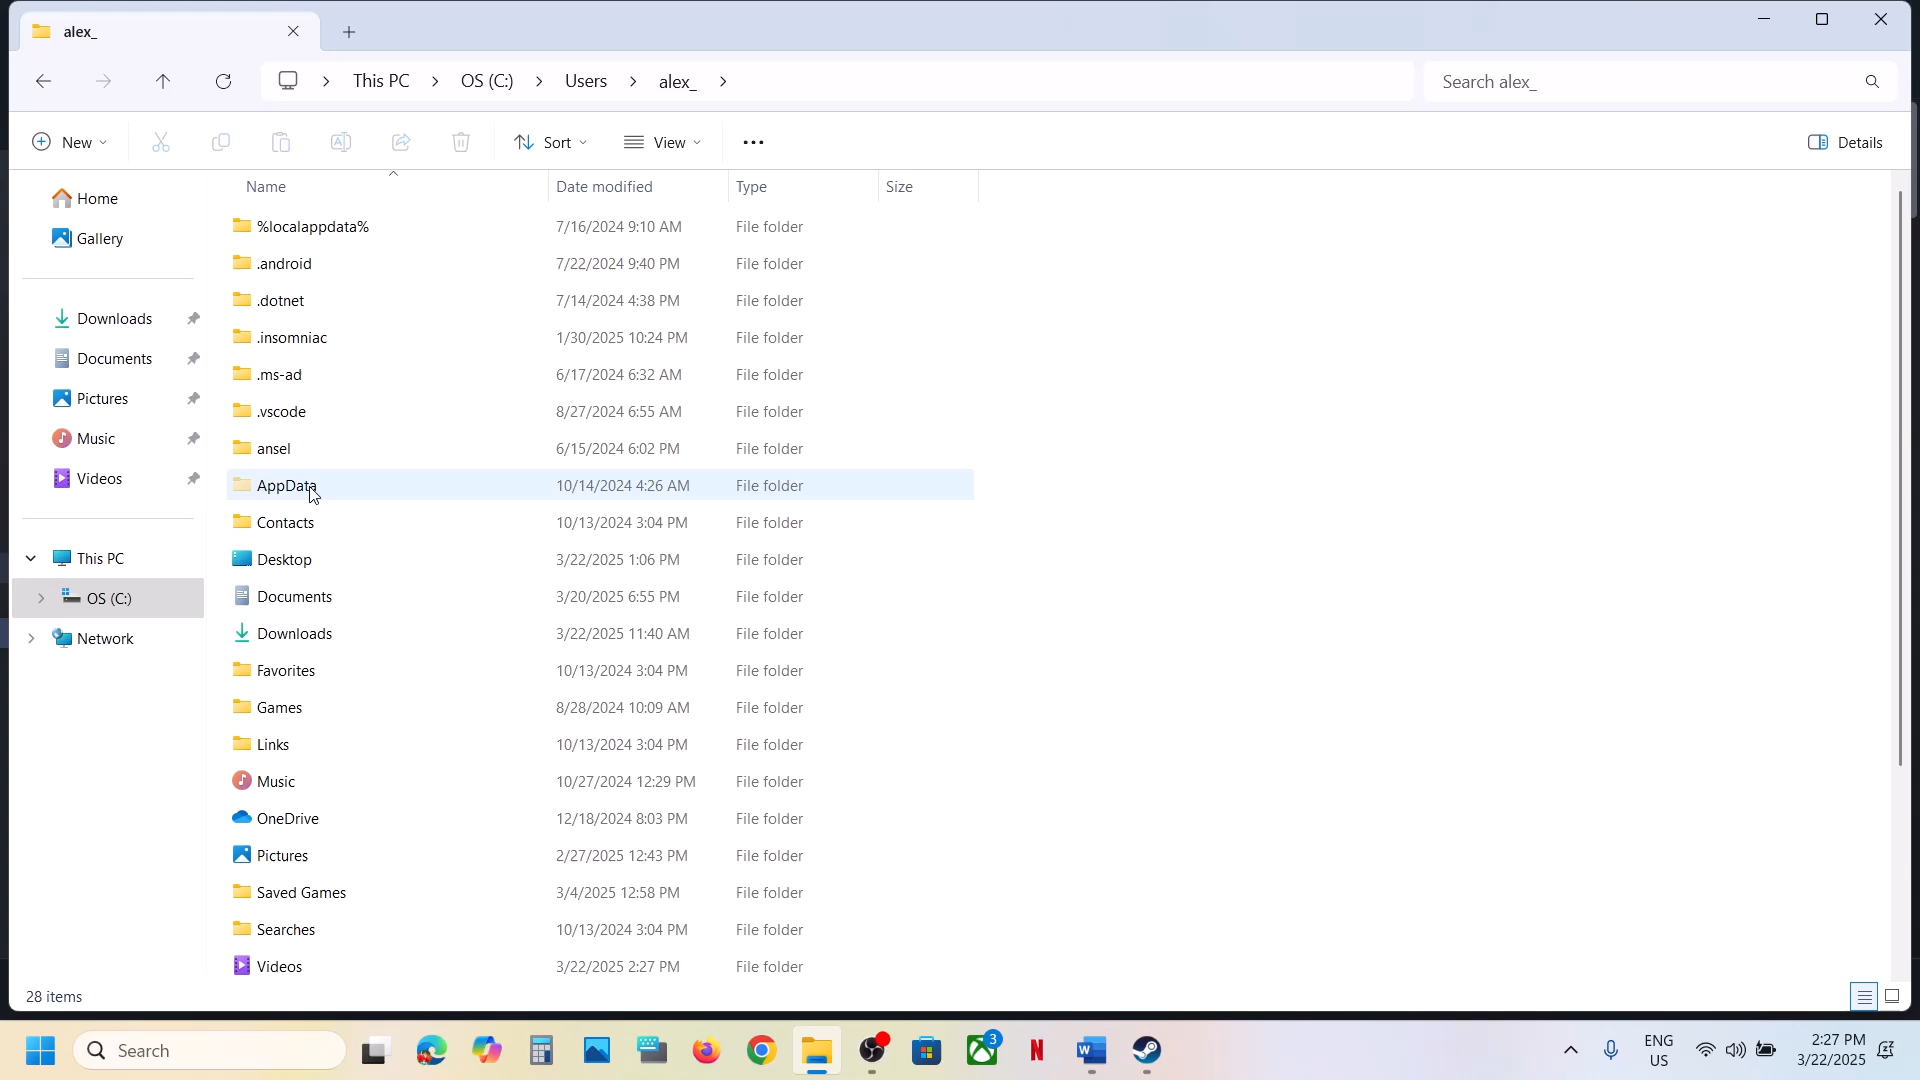 alex_
This PC > OS (C:) > Users > alex_ >
Search alex_
New
Sort
View
Details
Name Date modified Type Size
Home
Gallery
Downloads
Documents
Pictures
Music
Videos
This PC
OS (C:)
Network
%localappdata% 7/16/2024 9:10 AM File folder
.android 7/22/2024 9:40 PM File folder
.dotnet 7/14/2024 4:38 PM File folder
.insomniac 1/30/2025 10:24 PM File folder
.ms-ad 6/17/2024 6:32 AM File folder
.vscode 8/27/2024 6:55 AM File folder
ansel 6/15/2024 6:02 PM File folder
AppData 10/14/2024 4:26 AM File folder
Contacts 10/13/2024 3:04 PM File folder
Desktop 3/22/2025 1:06 PM File folder
Documents 3/20/2025 6:55 PM File folder
Downloads 3/22/2025 11:40 AM File folder
Favorites 10/13/2024 3:04 PM File folder
Games 8/28/2024 10:09 AM File folder
Links 10/13/2024 3:04 PM File folder
Music 10/27/2024 12:29 PM File folder
OneDrive 12/18/2024 8:03 PM File folder
Pictures 2/27/2025 12:43 PM File folder
Saved Games 3/4/2025 12:58 PM File folder
Searches 10/13/2024 3:04 PM File folder
Videos 3/22/2025 2:27 PM File folder
28 items
Search
3
ENG
US
2:27 PM
3/22/2025